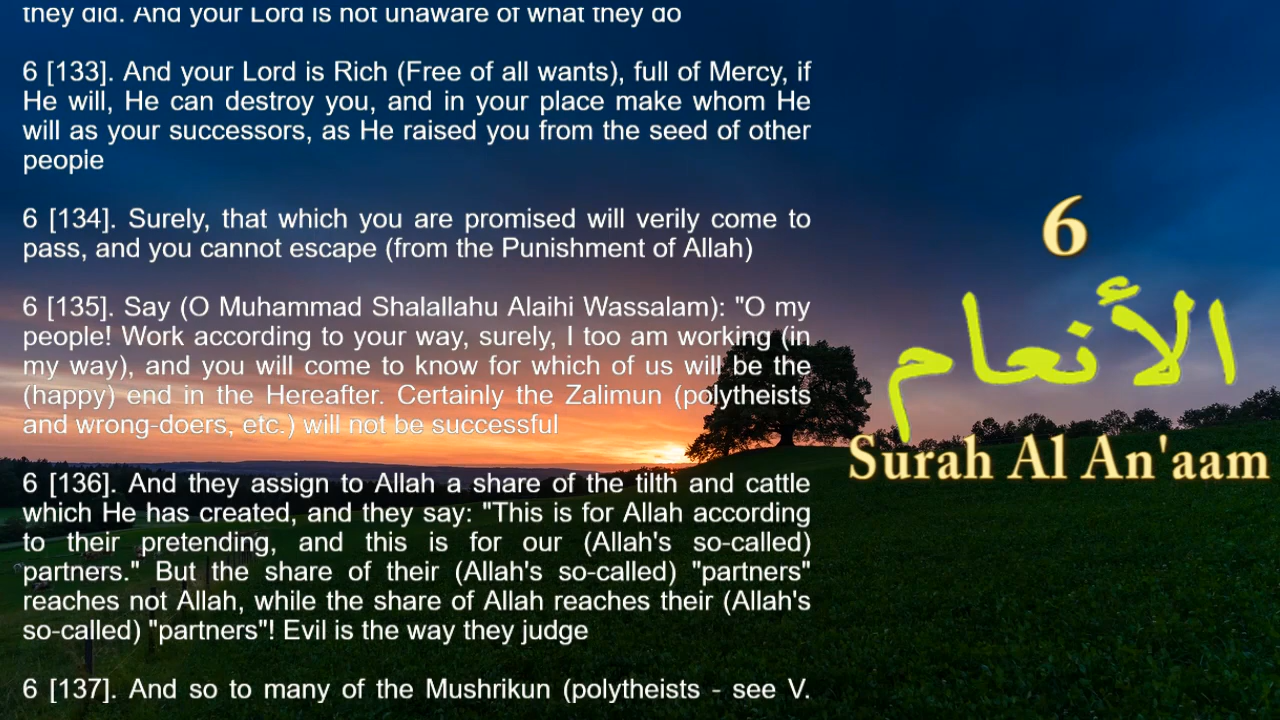 they did. And your Lord is not unaware of what they do
6 [133]. And your Lord is Rich (Free of all wants), full of Mercy, if
He will, He can destroy you, and in your place make whom He
will as your successors, as He raised you from the seed of other
people
6 [134]. Surely, that which you are promised will verily come to
pass, and you cannot escape (from the Punishment of Allah)
6 [135]. Say (O Muhammad Shalallahu Alaihi Wassalam): "O my
people! Work according to your way, surely, I too am working (in
my way), and you will come to know for which of us will be the
(happy) end in the Hereafter. Certainly the Zalimun (polytheists
and wrong-doers, etc.) will not be successful
6 [136]. And they assign to Allah a share of the tilth and cattle
which He has created, and they say: "This is for Allah according
to their pretending, and this is for our (Allah's so-called)
partners." But the share of their (Allah's so-called) "partners"
reaches not Allah, while the share of Allah reaches their (Allah's
so-called) "partners"! Evil is the way they judge
6 [137]. And so to many of the Mushrikun (polytheists - see V.
6
الأنعام
Surah Al An'aam